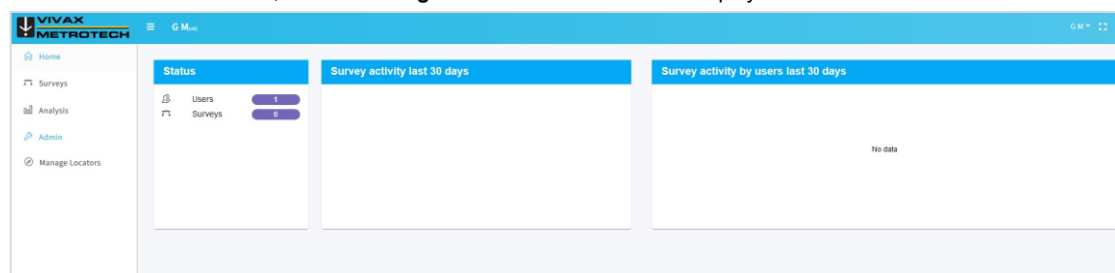 VIVAX
METROTECH
G M
G M
Home
Surveys
Analysis
Admin
Manage Locators
Status
Users 1
Surveys 0
Survey activity last 30 days
Survey activity by users last 30 days
No data